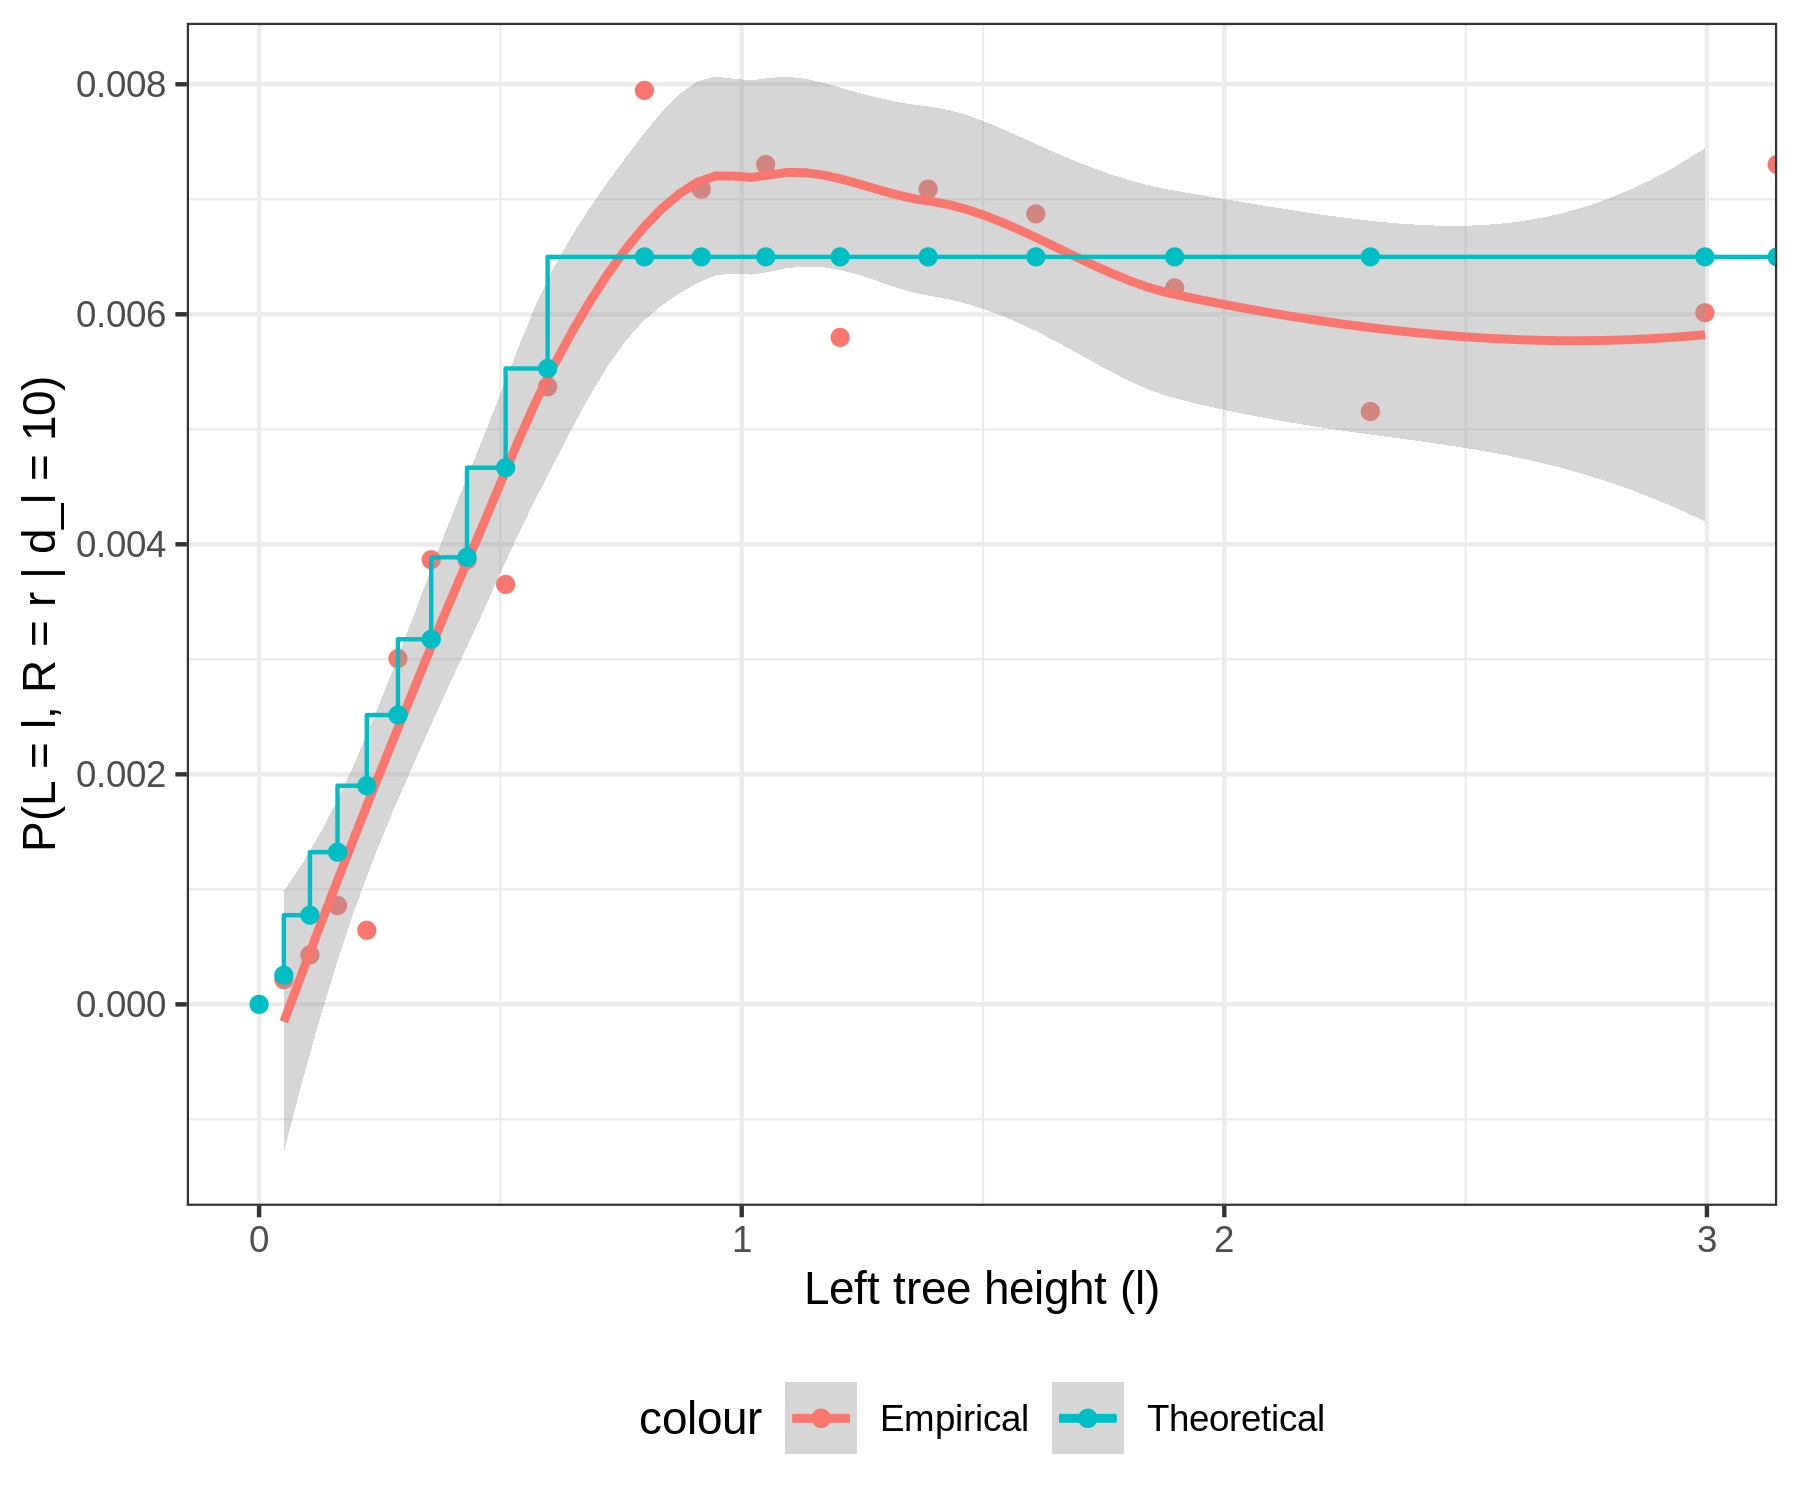 0.008
0.006
0.004
0.002
0.000
P(L = l, R = r | d_l = 10)
0 1 2 3
Left tree height (l)
colour Empirical Theoretical